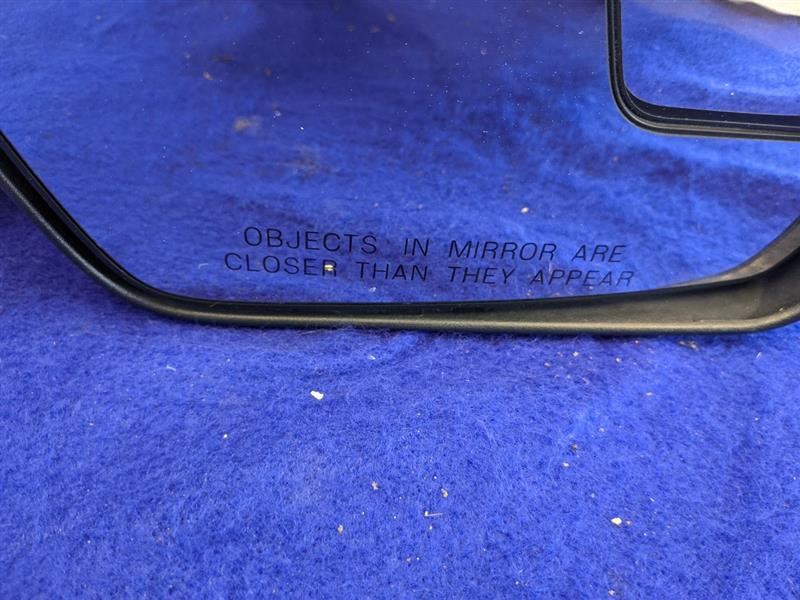 OBJECTS IN MIRROR ARE
CLOSER THAN THEY APPEAR